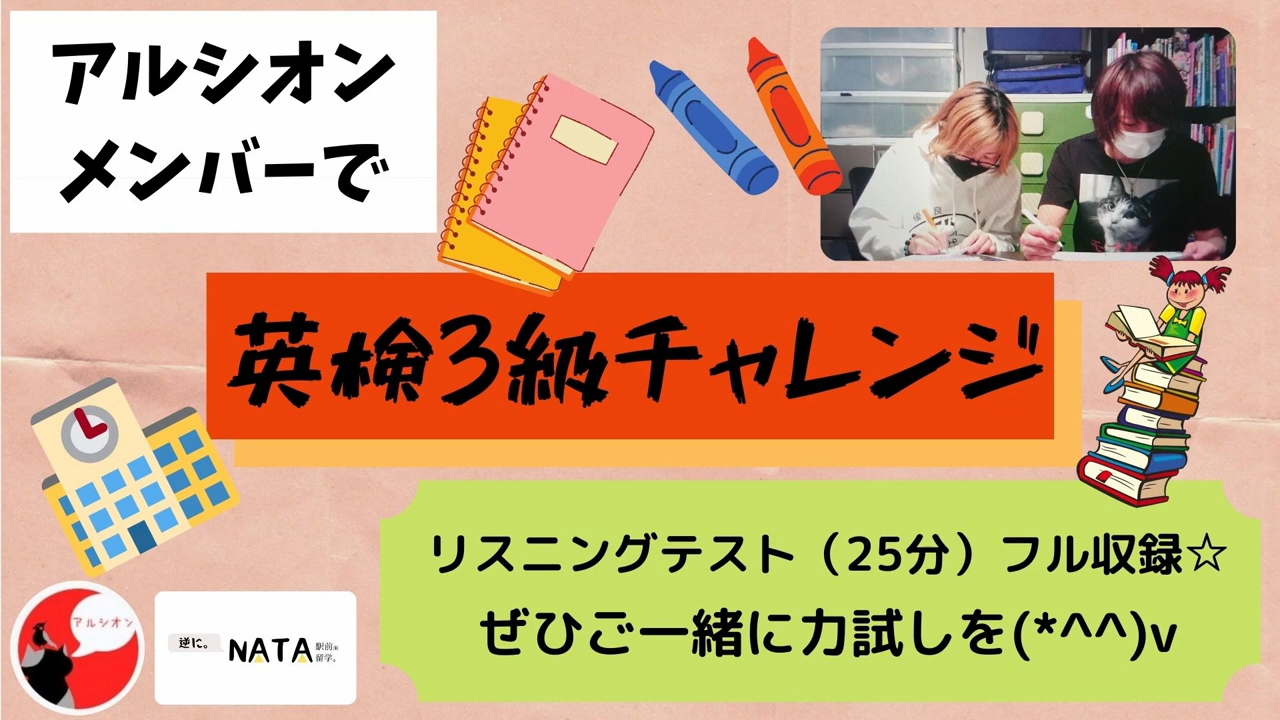 アルシオン
メンバーで
英検3級チャレンジ
リスニングテスト（25分）フル収録☆
ぜひご一緒に力試しを(*^^)v
アルシオン
逆に。
NATA
駅前未
留学。